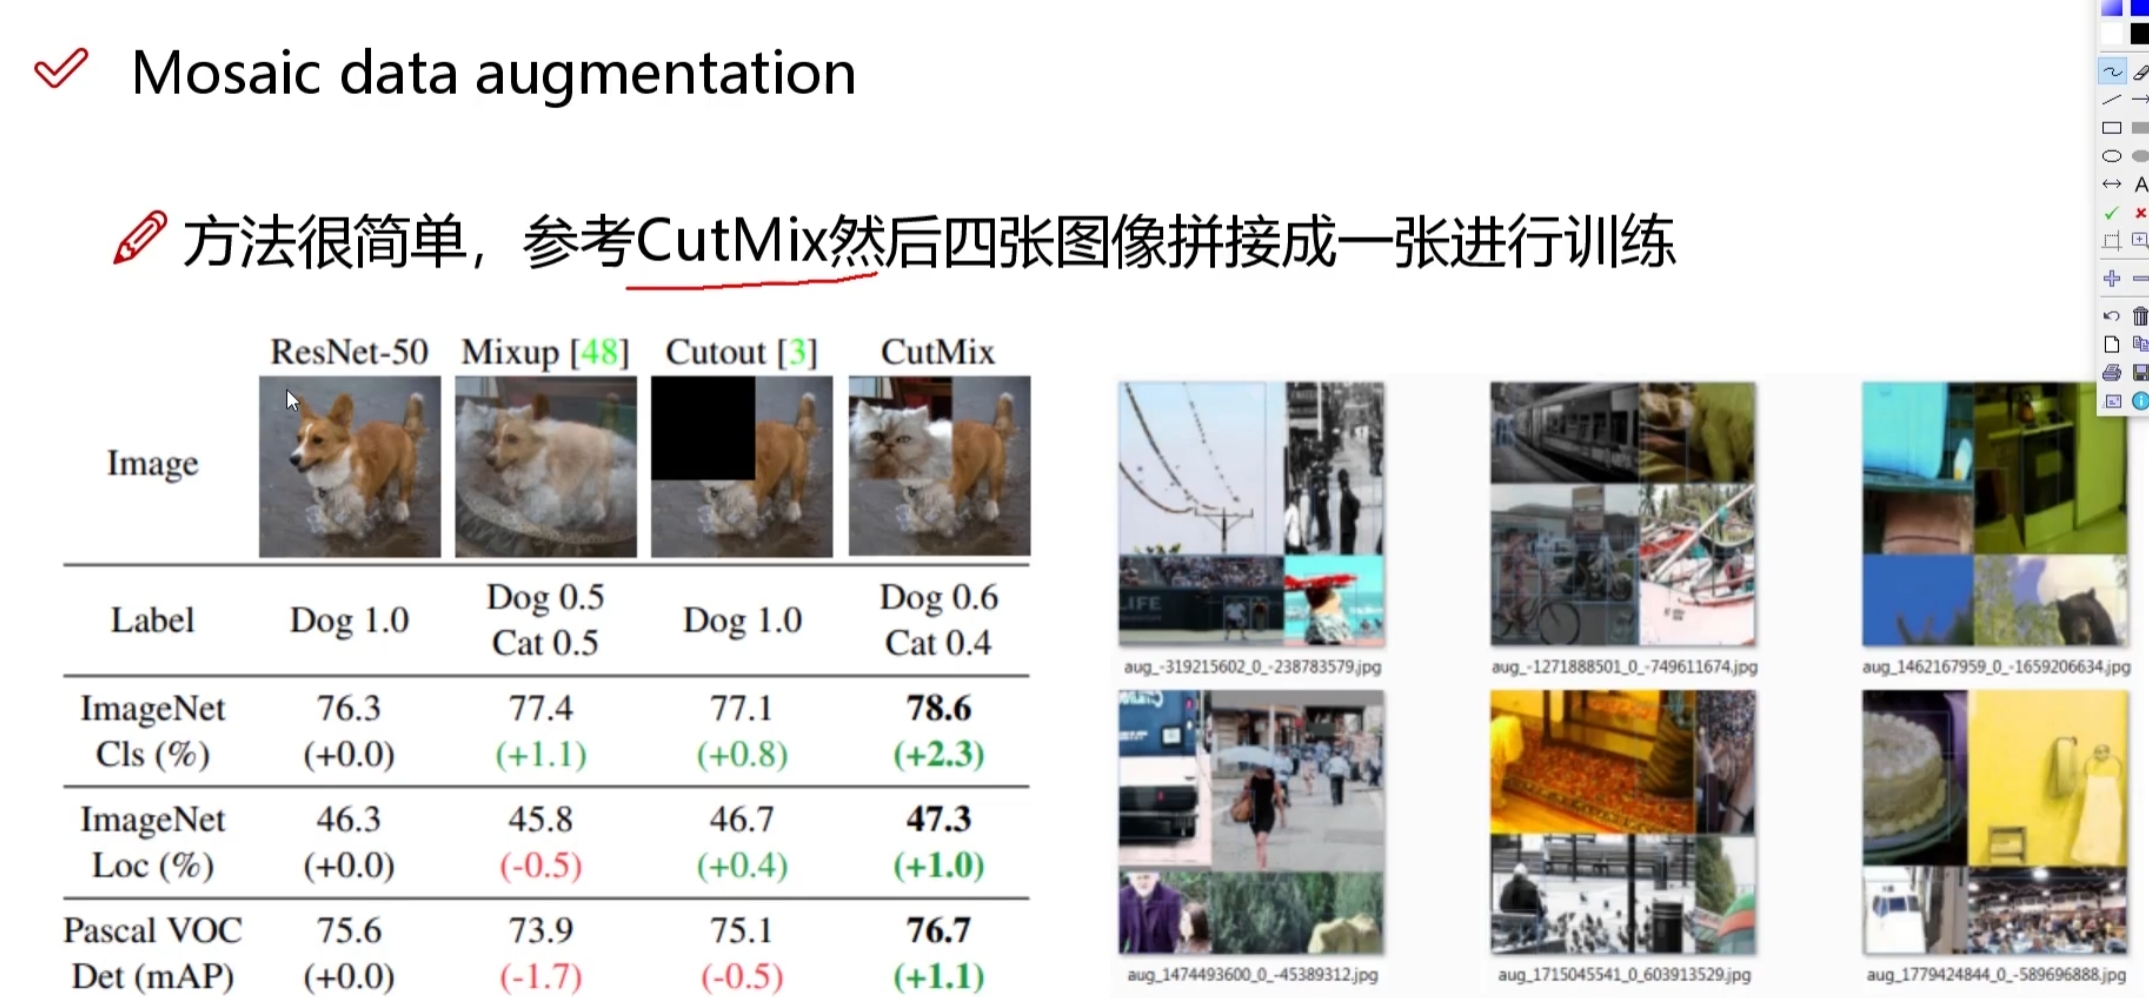 Mosaic data augmentation
方法很简单，参考CutMix然后四张图像拼接成一张进行训练
ResNet-50 Mixup [48] Cutout [3] CutMix
Image
Label Dog 1.0 Dog 0.5 Cat 0.5 Dog 1.0 Dog 0.6 Cat 0.4
ImageNet Cls (%) 76.3 (+0.0) 77.4 (+1.1) 77.1 (+0.8) 78.6 (+2.3)
ImageNet Loc (%) 46.3 (+0.0) 45.8 (-0.5) 46.7 (+0.4) 47.3 (+1.0)
Pascal VOC Det (mAP) 75.6 (+0.0) 73.9 (-1.7) 75.1 (-0.5) 76.7 (+1.1)
LIFE
aug_-319215602_0_-238783579.jpg
aug_-1271888501_0_-749611674.jpg
aug_1462167959_0_-1659206634.jpg
aug_1474493600_0_-45389312.jpg
aug_1715045541_0_603913529.jpg
aug_1779424844_0_-589696888.jpg
A